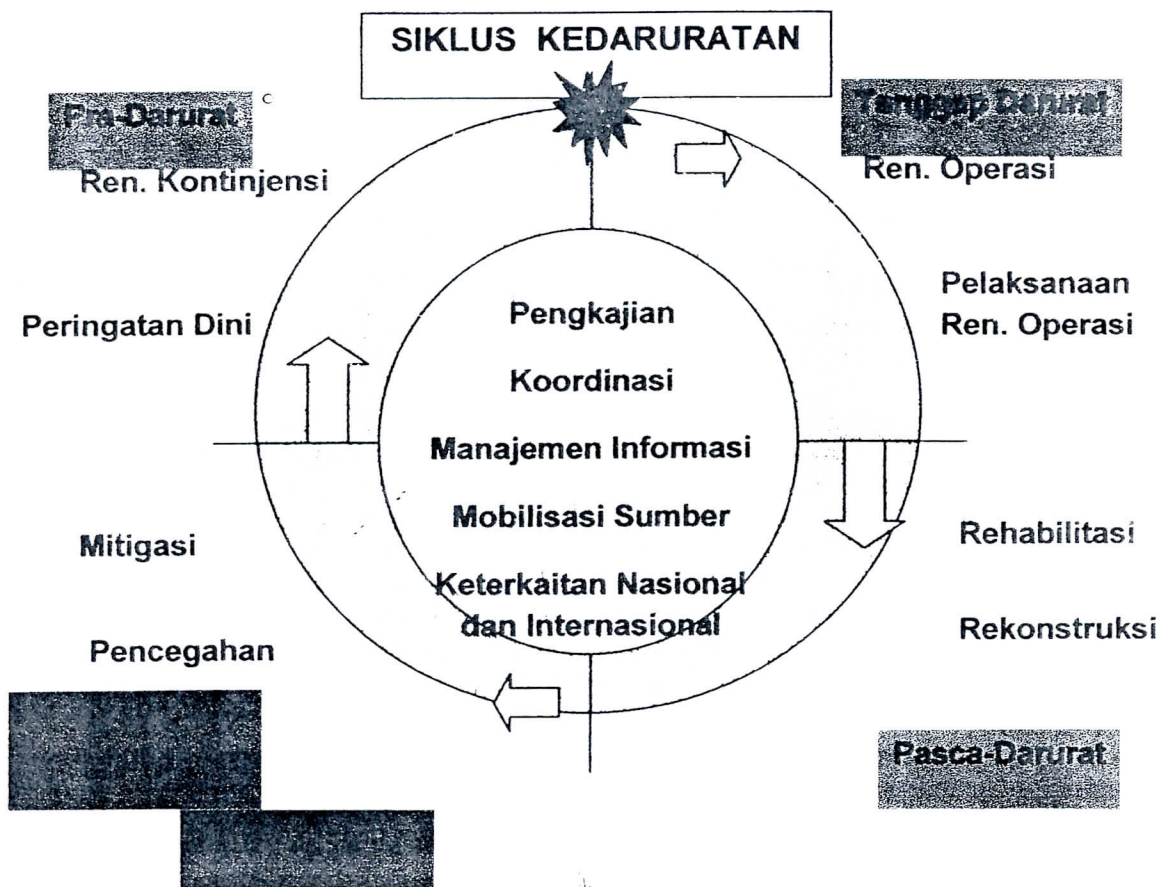 SIKLUS KEDARURATAN
Pra-Darurat
Ren. Kontinjensi
Peringatan Dini
Tanggap Darurat
Ren. Operasi
Pelaksanaan
Ren. Operasi
Pengkajian
Koordinasi
Manajemen Informasi
Mobilisasi Sumber
Keterkaitan Nasional
dan Internasional
Mitigasi
Pencegahan
Rehabilitasi
Rekonstruksi
Pasca-Darurat